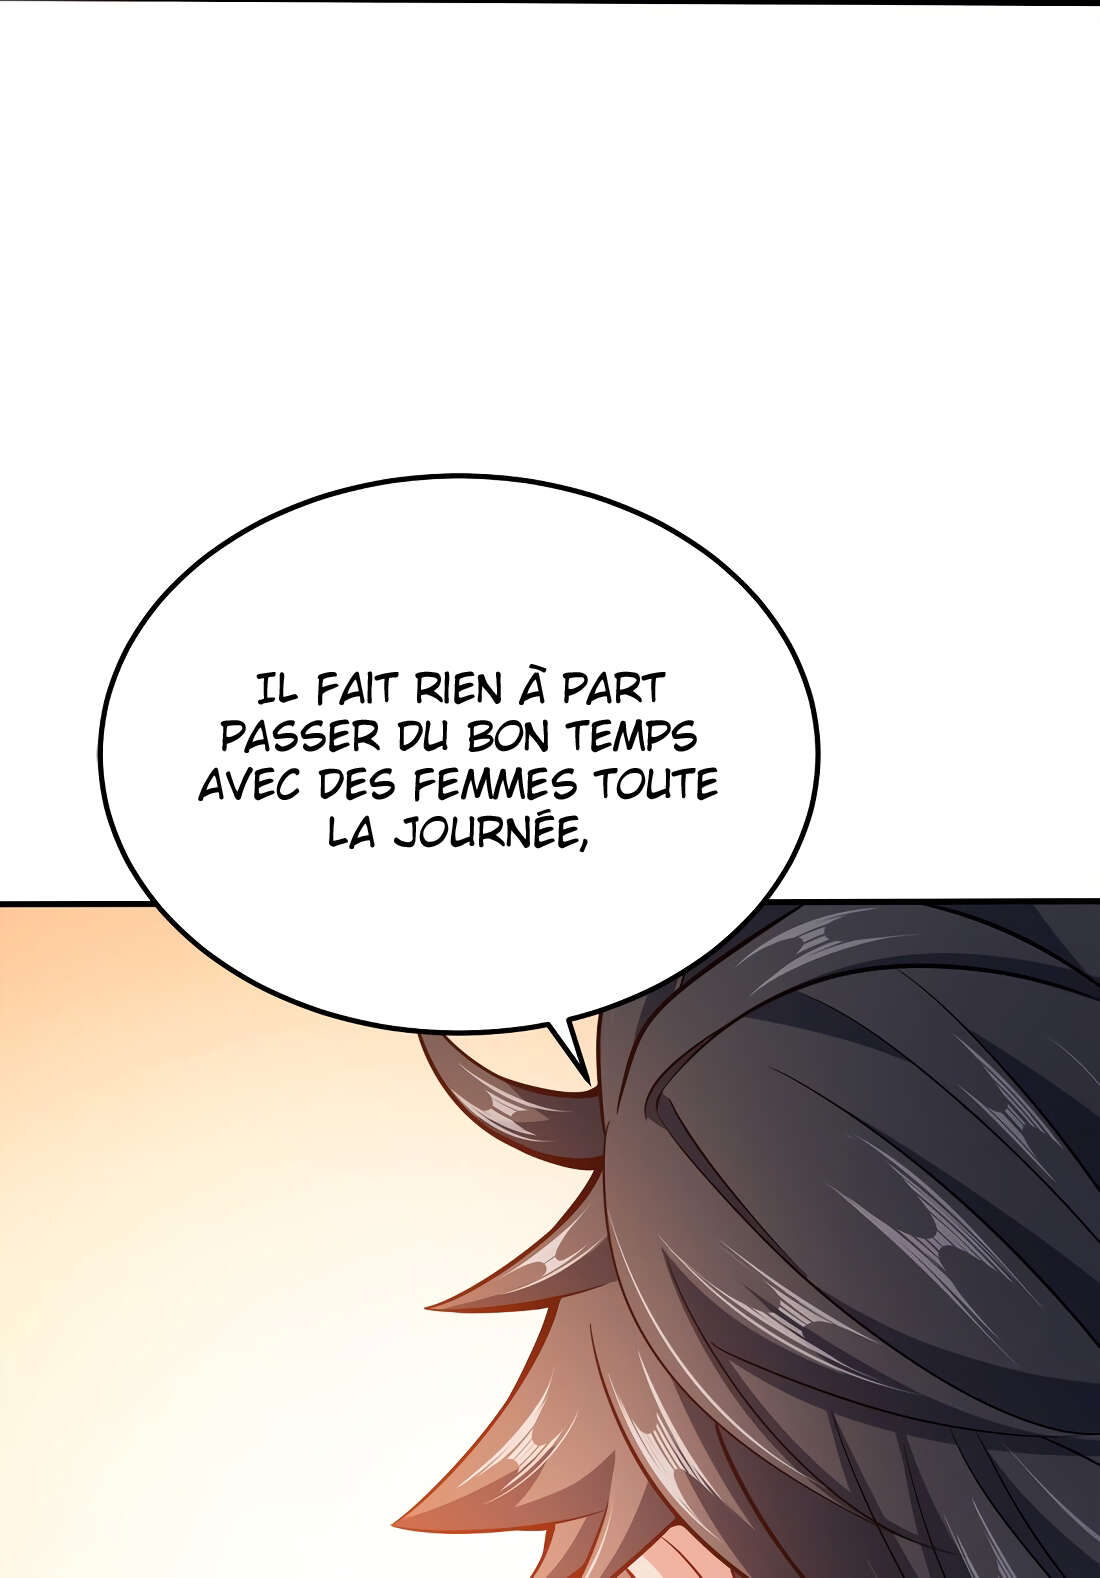 IL FAIT RIEN À PART
PASSER DU BON TEMPS
AVEC DES FEMMES TOUTE
LA JOURNÉE,